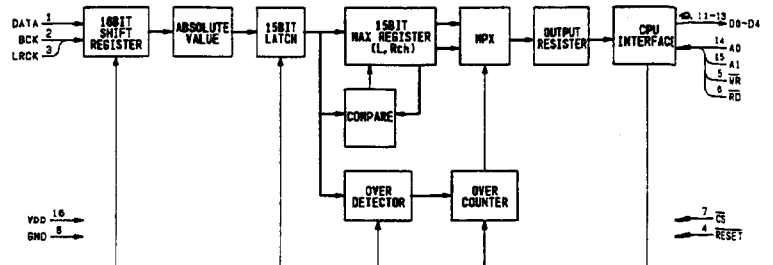 DATA 1
BCK 2
LRCK 3
16BIT
SHIFT
REGISTER
ABSOLUTE
VALUE
15BIT
LATCH
15BIT
MAX REGISTER
(L, Rch)
COMPARE
MPX
OUTPUT
RESISTER
CPU
INTERFACE
11-13 D0-D4
14 A0
15 A1
5 WR
6 RD
OVER
DETECTOR
OVER
COUNTER
VDD 16
GND 8
7 CS
4 RESET